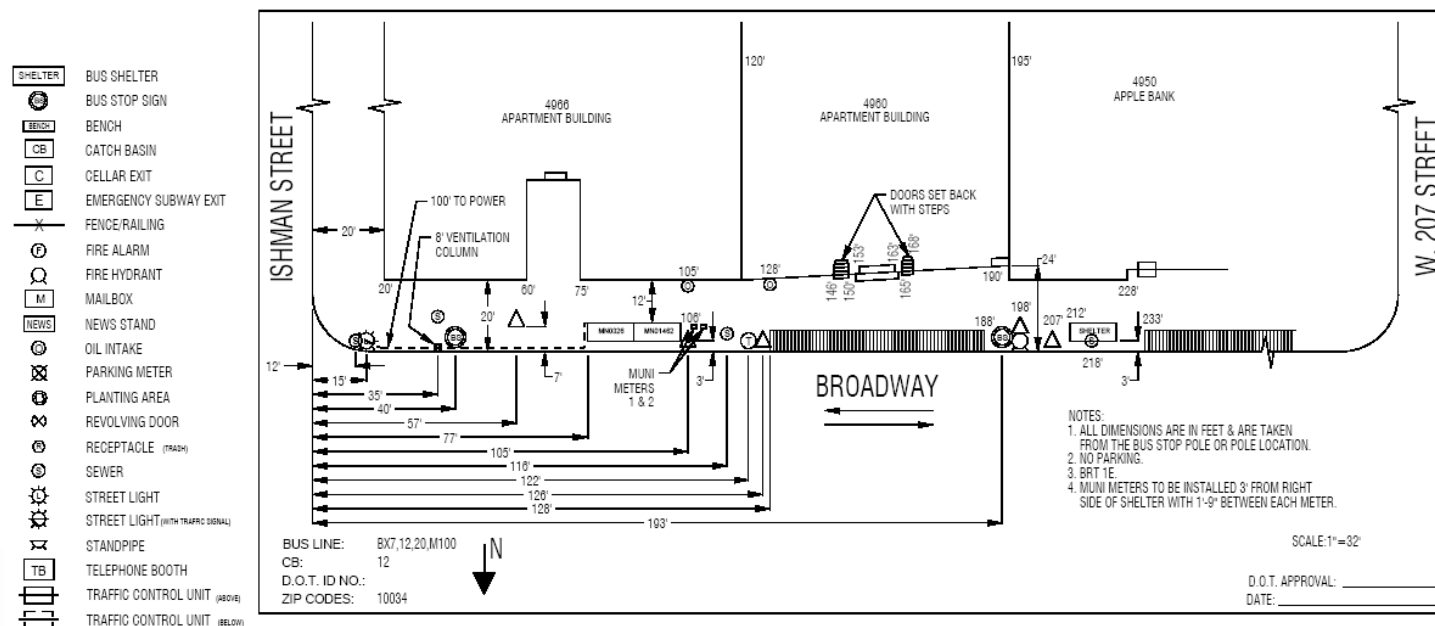 SHELTER BUS SHELTER
BS BUS STOP SIGN
BENCH BENCH
CB CATCH BASIN
C CELLAR EXIT
E EMERGENCY SUBWAY EXIT
X FENCE/RAILING
F FIRE ALARM
FIRE HYDRANT
M MAILBOX
NEWS NEWS STAND
O OIL INTAKE
PARKING METER
PLANTING AREA
REVOLVING DOOR
R RECEPTACLE (TRASH)
S SEWER
L STREET LIGHT
STREET LIGHT (WITH TRAFFIC SIGNAL)
STANDPIPE
TB TELEPHONE BOOTH
TRAFFIC CONTROL UNIT (ABOVE)
TRAFFIC CONTROL UNIT (BELOW)
ISHMAN STREET
120'
195'
4966
APARTMENT BUILDING
4960
APARTMENT BUILDING
4950
APPLE BANK
W. 207 STREET
100' TO POWER
8' VENTILATION
COLUMN
DOORS SET BACK
WITH STEPS
20'
20'
60'
75'
105'
128'
146'
150'
153'
163'
165'
168'
190'
24'
228'
20'
12'
MN0326
MN01462
106'
188'
198'
207'
212'
SHELTER
233'
218'
3'
S
BS
S
T
BS
12'
15'
35'
40'
57'
77'
105'
116'
122'
126'
128'
193'
7'
MUNI
METERS
1 & 2
3'
BROADWAY
NOTES:
1. ALL DIMENSIONS ARE IN FEET & ARE TAKEN
FROM THE BUS STOP POLE OR POLE LOCATION.
2. NO PARKING.
3. BRT 1E.
4. MUNI METERS TO BE INSTALLED 3' FROM RIGHT
SIDE OF SHELTER WITH 1'-9" BETWEEN EACH METER.
SCALE:1"=32'
BUS LINE: BX7,12,20,M100
CB: 12
D.O.T. ID NO.:
ZIP CODES: 10034
N
D.O.T. APPROVAL:
DATE: